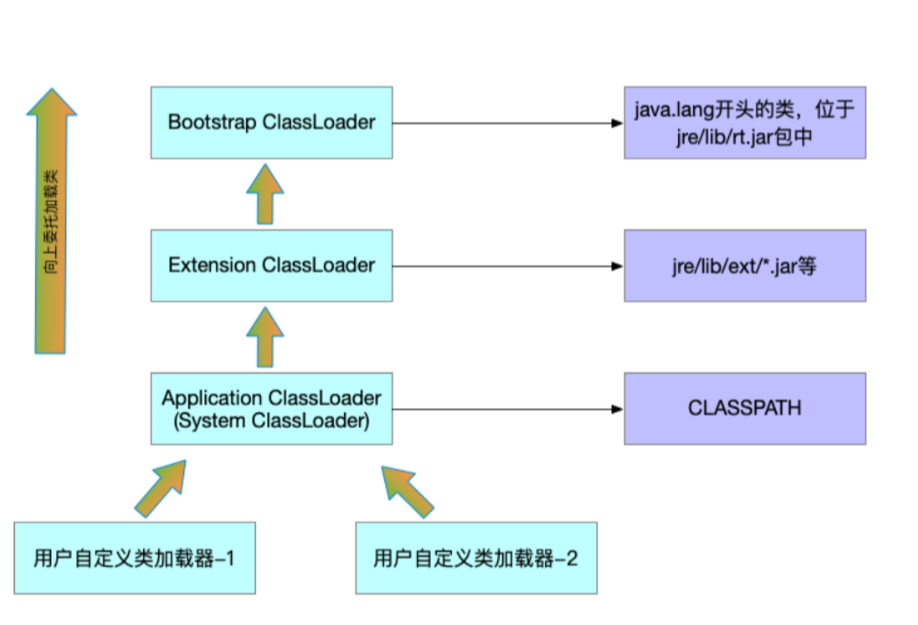 Bootstrap ClassLoader
java.lang开头的类，位于
jre/lib/rt.jar包中
向上委托加载类
Extension ClassLoader
jre/lib/ext/*.jar等
Application ClassLoader
(System ClassLoader)
CLASSPATH
用户自定义类加载器-1
用户自定义类加载器-2